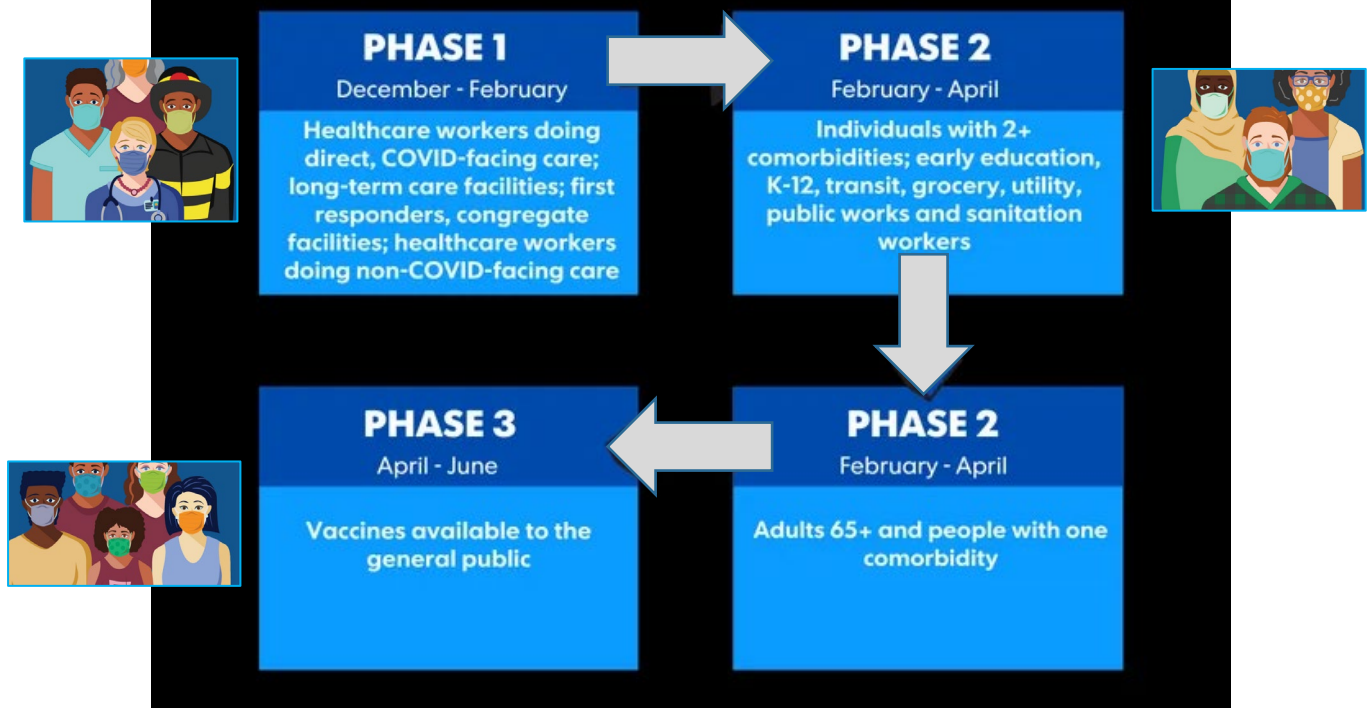 PHASE 1
December - February
Healthcare workers doing
direct, COVID-facing care;
long-term care facilities; first
responders, congregate
facilities; healthcare workers
doing non-COVID-facing care
PHASE 2
February - April
Individuals with 2+
comorbidities; early education,
K-12, transit, grocery, utility,
public works and sanitation
workers
PHASE 2
February - April
Adults 65+ and people with one
comorbidity
PHASE 3
April - June
Vaccines available to the
general public